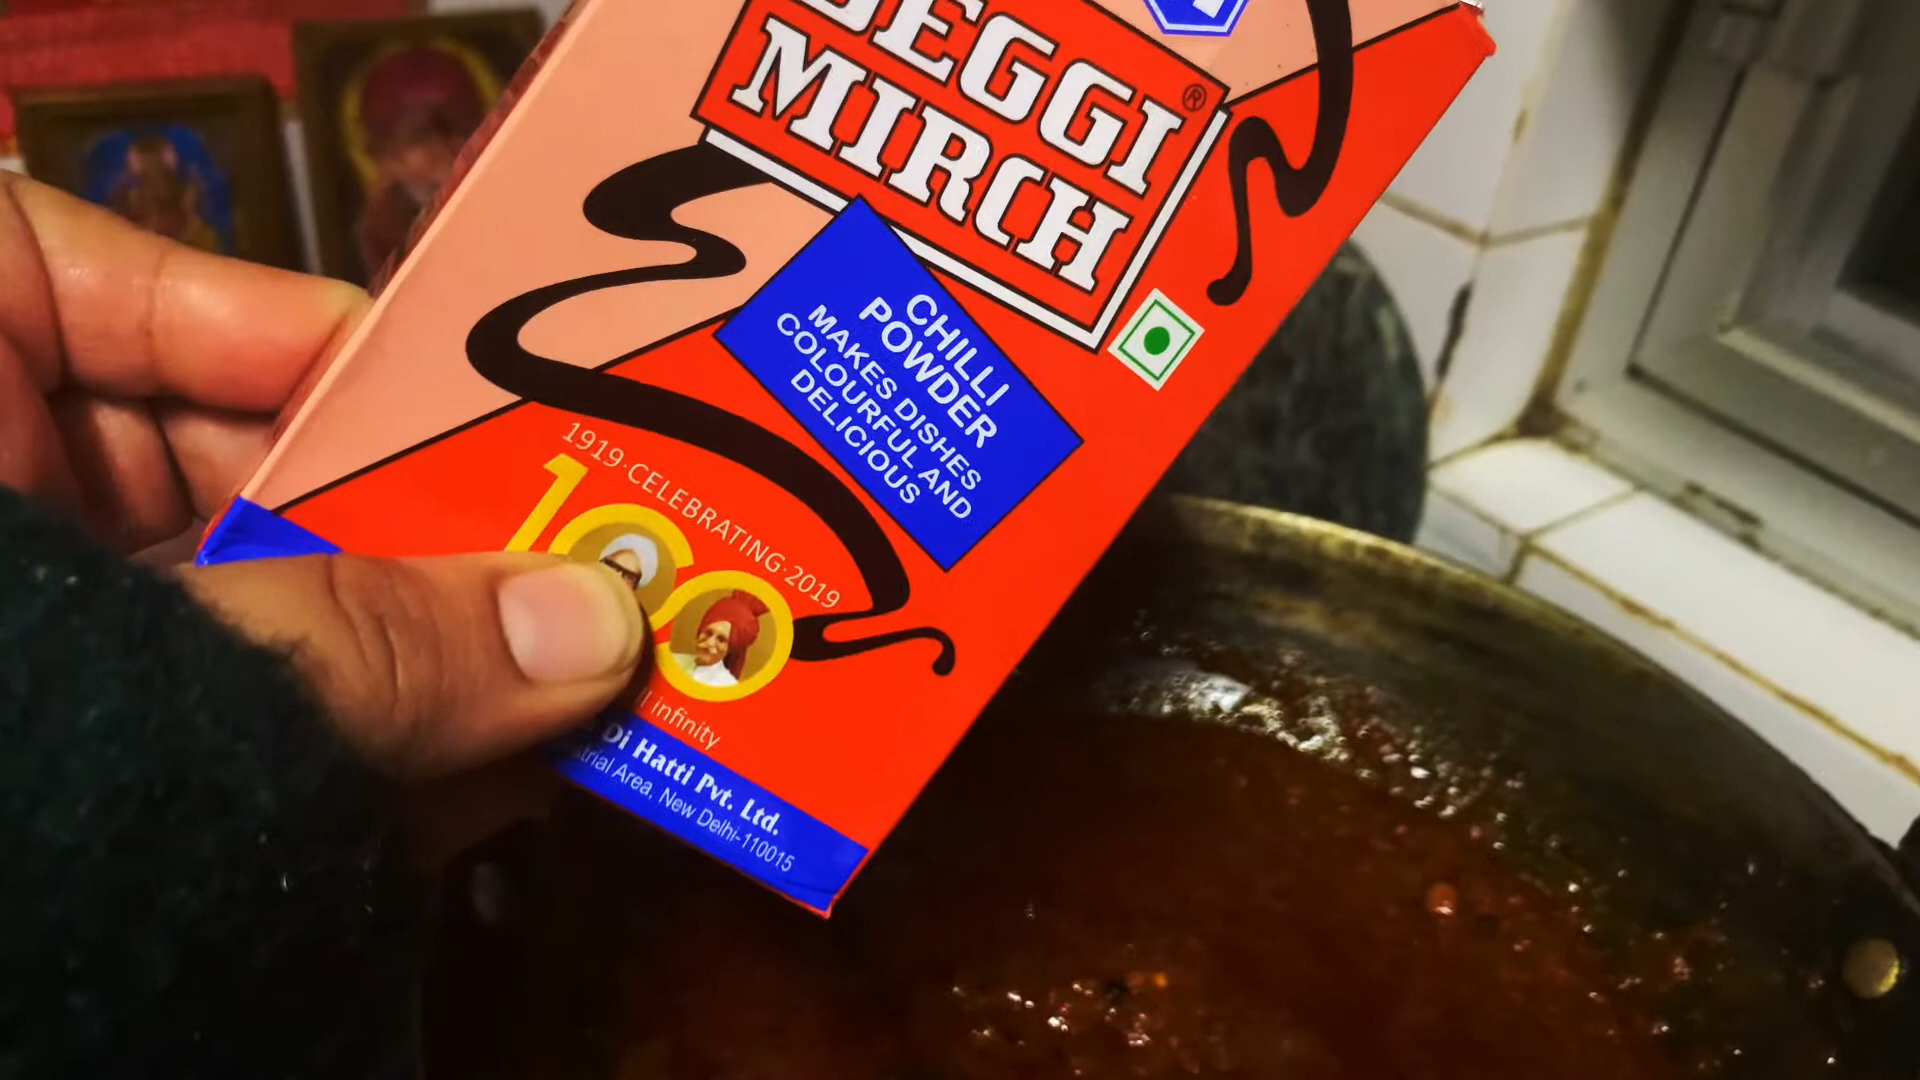 DEGGI
MIRCH®
CHILLI
POWDER
MAKES DISHES
COLOURFUL AND
DELICIOUS
1919·CELEBRATING·2019
100
infinity
Di Hatti Pvt. Ltd.
Area, New Delhi-110015